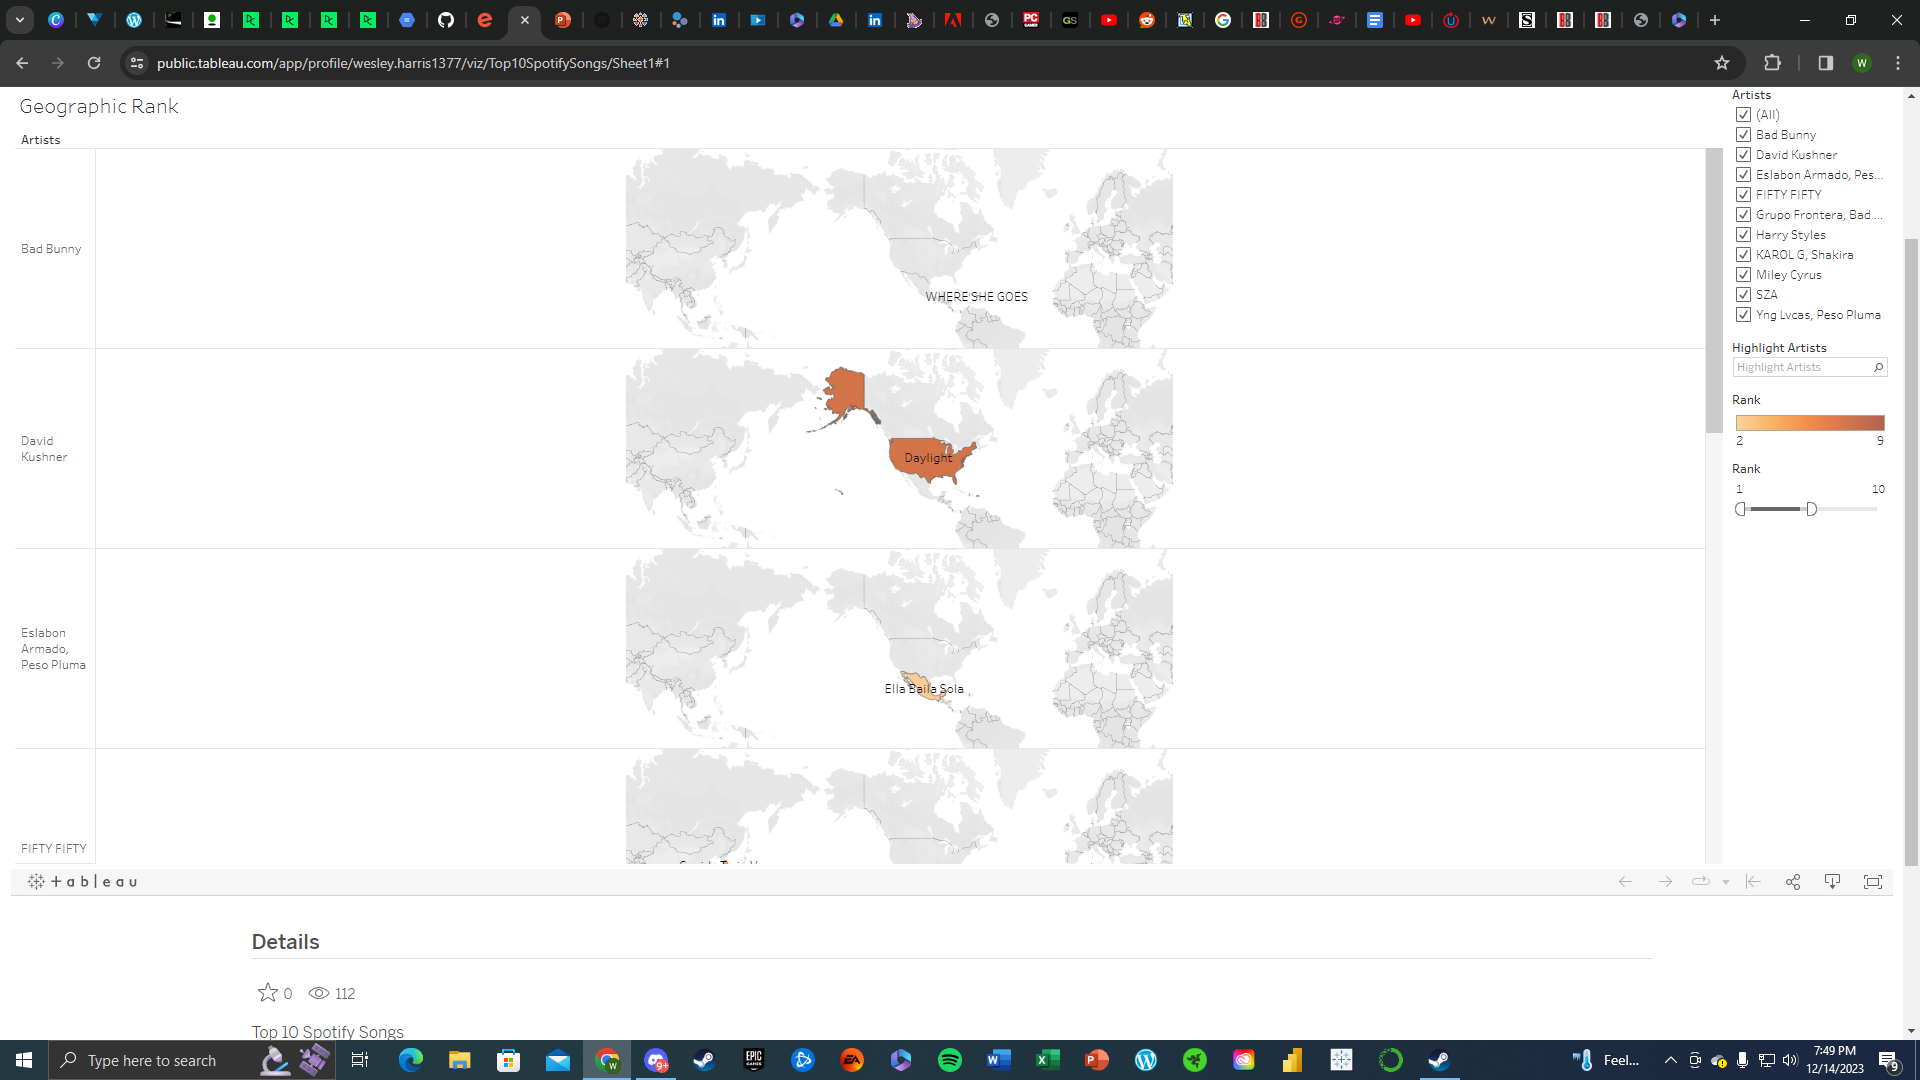 public.tableau.com/app/profile/wesley.harris1377/viz/Top10SpotifySongs/Sheet1#1
W
Geographic Rank
Artists
Bad Bunny
WHERE SHE GOES
David
Kushner
Daylight
Eslabon
Armado,
Peso Pluma
Ella Baila Sola
FIFTY FIFTY
Artists
(All)
Bad Bunny
David Kushner
Eslabon Armado, Pes...
FIFTY FIFTY
Grupo Frontera, Bad ...
Harry Styles
KAROL G, Shakira
Miley Cyrus
SZA
Yng Lvcas, Peso Pluma
Highlight Artists
Highlight Artists
Rank
2 9
Rank
1 10
+ a b | e a u
Details
0 112
Top 10 Spotify Songs
Type here to search
Feel...
7:49 PM
12/14/2023
9